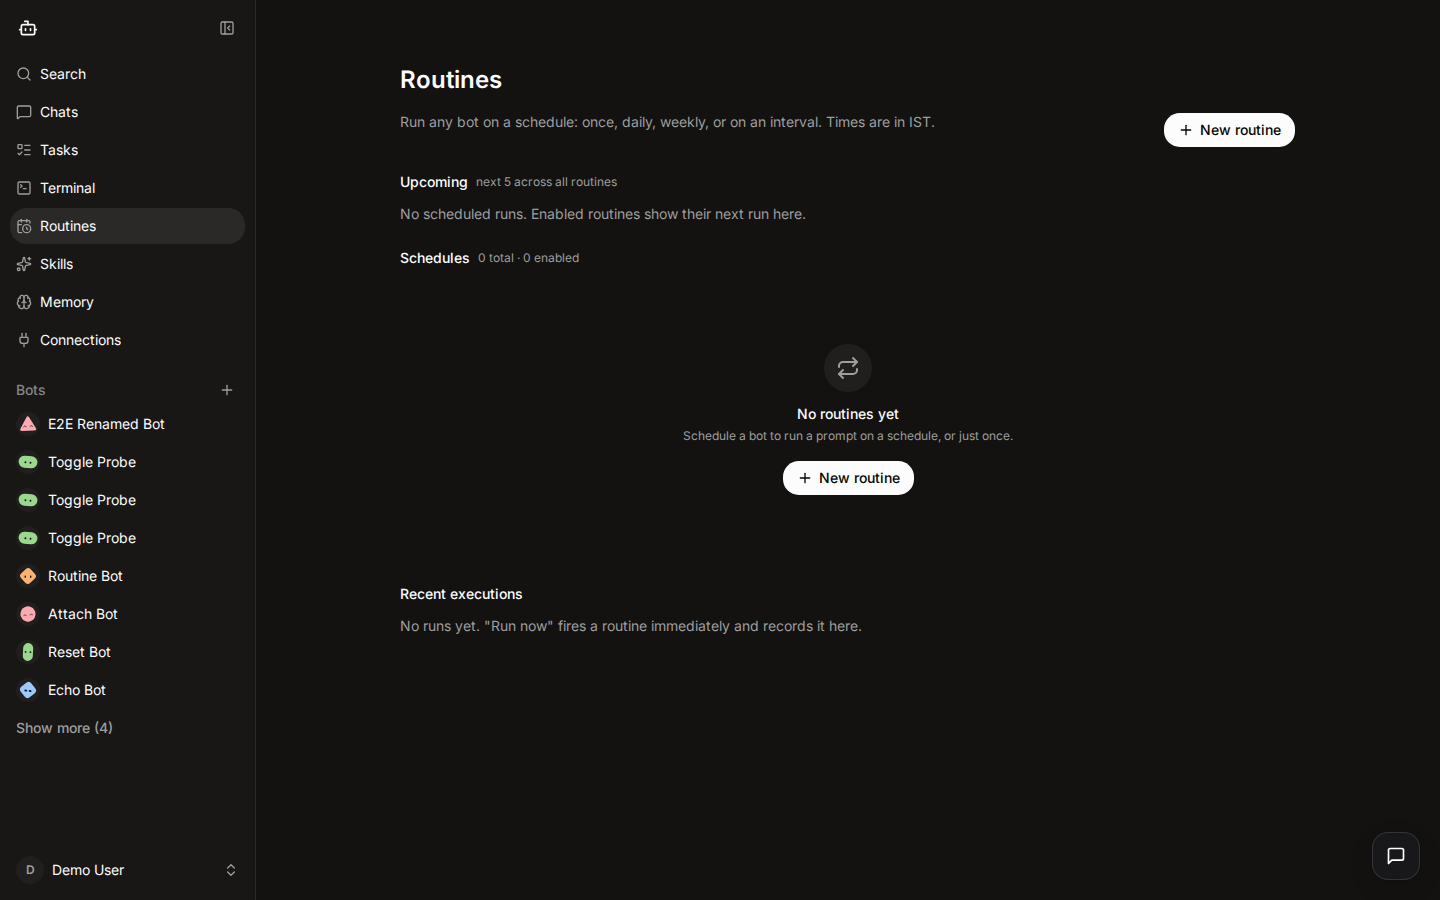 Search
Chats
Tasks
Terminal
Routines
Skills
Memory
Connections
Bots
E2E Renamed Bot
Toggle Probe
Toggle Probe
Toggle Probe
Routine Bot
Attach Bot
Reset Bot
Echo Bot
Show more (4)
D Demo User
Routines
Run any bot on a schedule: once, daily, weekly, or on an interval. Times are in IST.
New routine
Upcoming next 5 across all routines
No scheduled runs. Enabled routines show their next run here.
Schedules 0 total · 0 enabled
No routines yet
Schedule a bot to run a prompt on a schedule, or just once.
New routine
Recent executions
No runs yet. "Run now" fires a routine immediately and records it here.